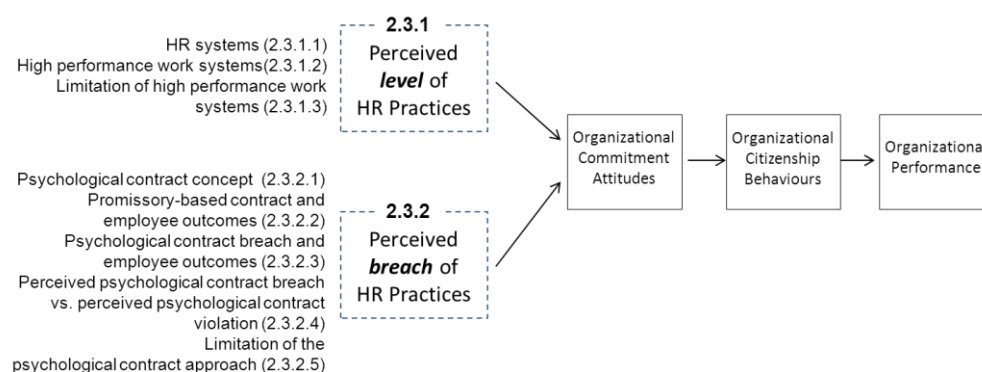 HR systems (2.3.1.1)
High performance work systems(2.3.1.2)
Limitation of high performance work
systems (2.3.1.3)
2.3.1
Perceived
level of
HR Practices
Psychological contract concept (2.3.2.1)
Promissory-based contract and
employee outcomes (2.3.2.2)
Psychological contract breach and
employee outcomes (2.3.2.3)
Perceived psychological contract breach
vs. perceived psychological contract
violation (2.3.2.4)
Limitation of the
psychological contract approach (2.3.2.5)
2.3.2
Perceived
breach of
HR Practices
Organizational
Commitment
Attitudes
Organizational
Citizenship
Behaviours
Organizationa
Performance